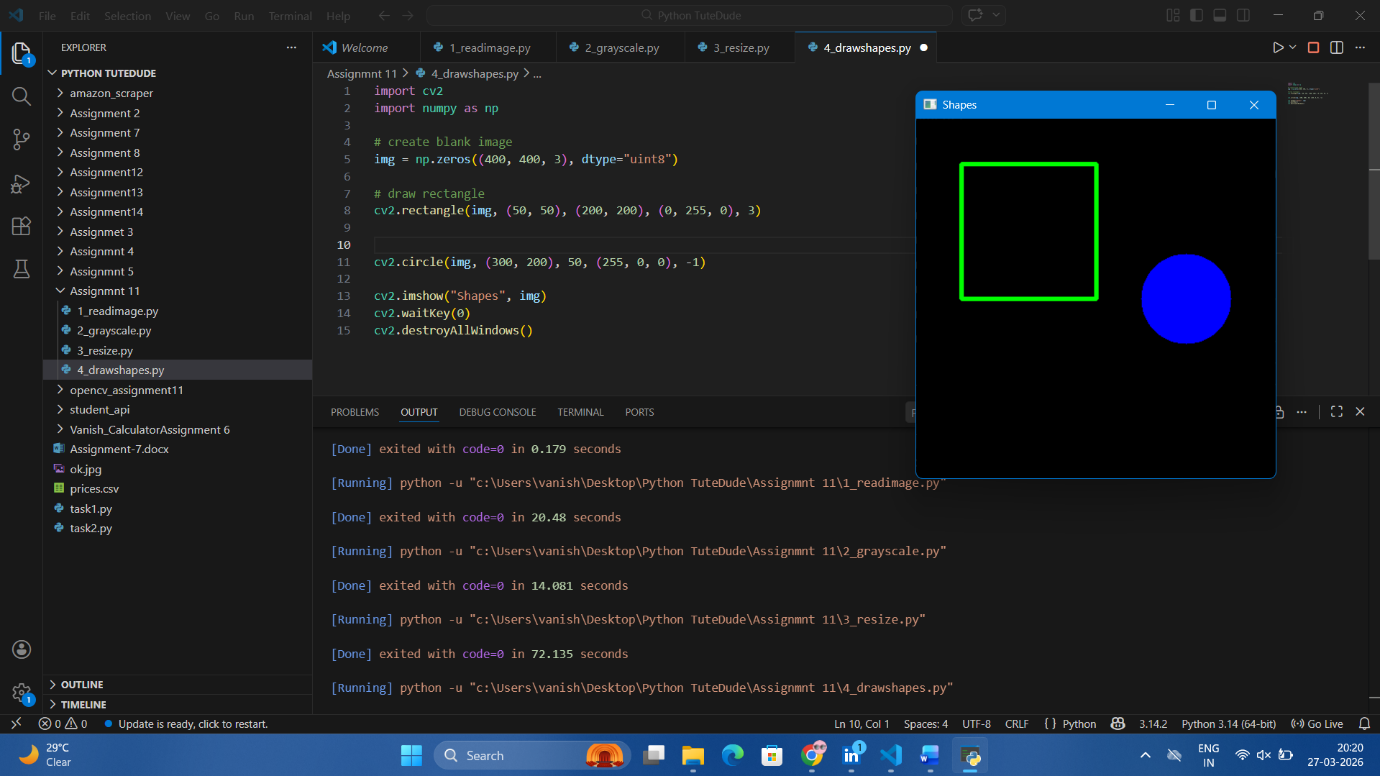 File Edit Selection View Go Run Terminal Help
Python TuteDude
EXPLORER
PYTHON TUTEDUDE
amazon_scraper
Assignment 2
Assignment 7
Assignment 8
Assignment12
Assignment13
Assignment14
Assignmet 3
Assignmnt 4
Assignmnt 5
Assignmnt 11
1_readimage.py
2_grayscale.py
3_resize.py
4_drawshapes.py
opencv_assignment11
student_api
Vanish_CalculatorAssignment 6
Assignment-7.docx
ok.jpg
prices.csv
task1.py
task2.py
OUTLINE
TIMELINE
Welcome 1_readimage.py 2_grayscale.py 3_resize.py 4_drawshapes.py
Assignmnt 11 > 4_drawshapes.py > ...
1 import cv2
2 import numpy as np
3
4 # create blank image
5 img = np.zeros((400, 400, 3), dtype="uint8")
6
7 # draw rectangle
8 cv2.rectangle(img, (50, 50), (200, 200), (0, 255, 0), 3)
9
10
11 cv2.circle(img, (300, 200), 50, (255, 0, 0), -1)
12
13 cv2.imshow("Shapes", img)
14 cv2.waitKey(0)
15 cv2.destroyAllWindows()
Shapes
PROBLEMS OUTPUT DEBUG CONSOLE TERMINAL PORTS
[Done] exited with code=0 in 0.179 seconds
[Running] python -u "c:\Users\vanish\Desktop\Python TuteDude\Assignmnt 11\1_readimage.py"
[Done] exited with code=0 in 20.48 seconds
[Running] python -u "c:\Users\vanish\Desktop\Python TuteDude\Assignmnt 11\2_grayscale.py"
[Done] exited with code=0 in 14.081 seconds
[Running] python -u "c:\Users\vanish\Desktop\Python TuteDude\Assignmnt 11\3_resize.py"
[Done] exited with code=0 in 72.135 seconds
[Running] python -u "c:\Users\vanish\Desktop\Python TuteDude\Assignmnt 11\4_drawshapes.py"
0 0 Update is ready, click to restart. Ln 10, Col 1 Spaces: 4 UTF-8 CRLF {} Python 3.14.2 Python 3.14 (64-bit) Go Live
29°C
Clear
Search
ENG
IN
20:20
27-03-2026